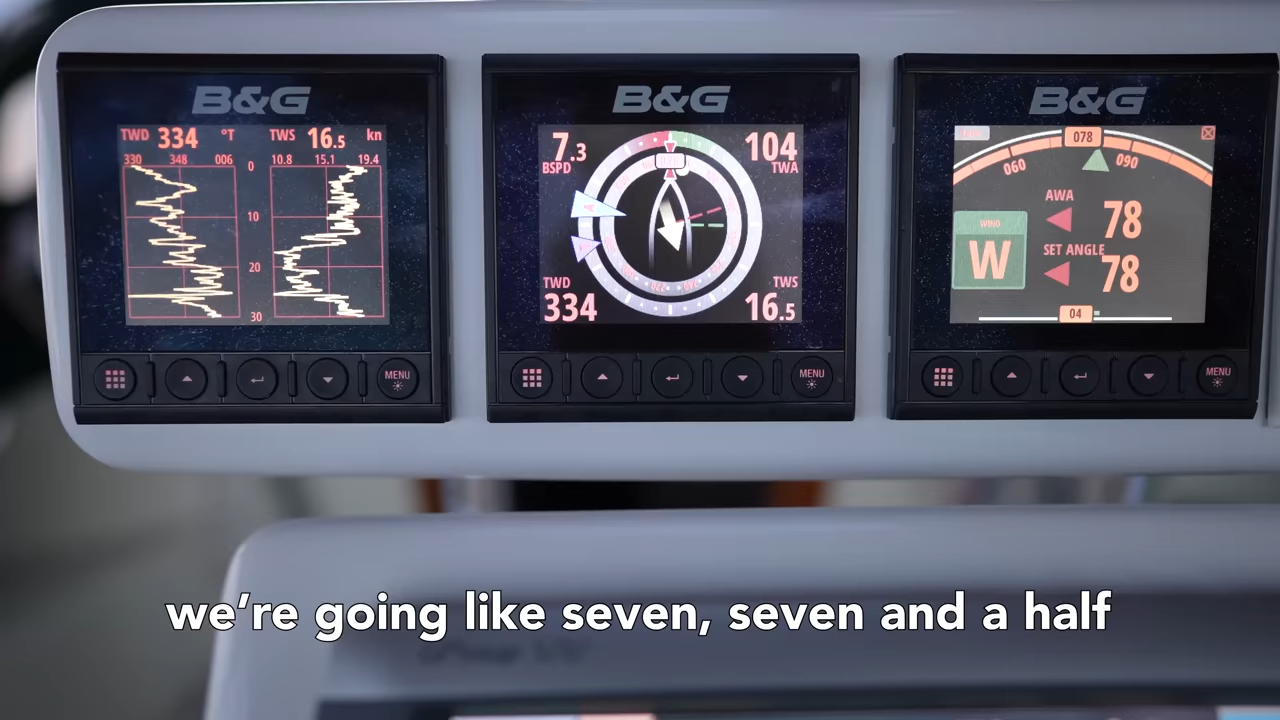 B&G
TWD 334 °T TWS 16.5 kn
330 348 006 0 10.8 15.1 19.4
10
20
30
MENU
B&G
7.3 BSPD
104 TWA
TWD 334
TWS 16.5
MENU
B&G
078
060 090
AWA 78
WIND
W
SET ANGLE 78
04
MENU
we're going like seven, seven and a half